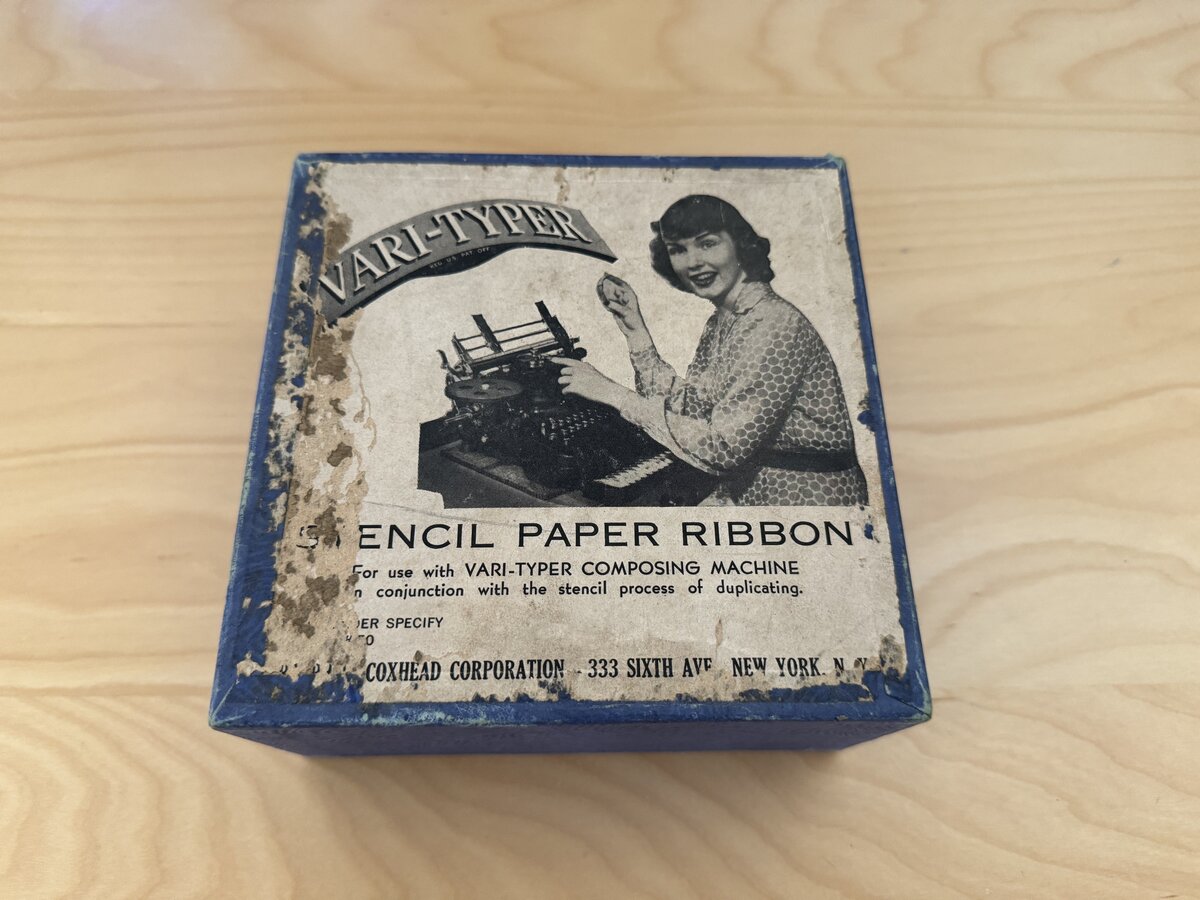 VARI-TYPER
REG. U.S. PAT. OFF.
STENCIL PAPER RIBBON
For use with VARI-TYPER COMPOSING MACHINE
n conjunction with the stencil process of duplicating.
DER SPECIFY
COXHEAD CORPORATION - 333 SIXTH AVE NEW YORK. N. Y.